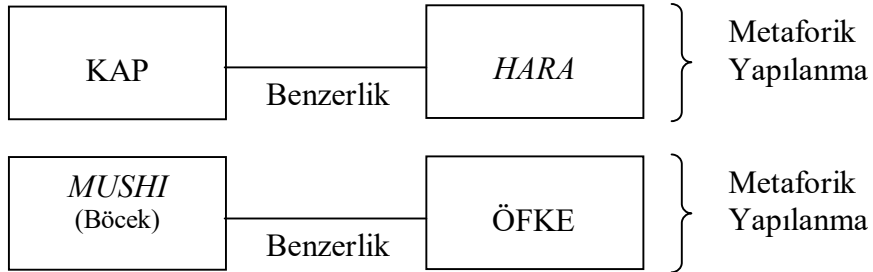 KAP
Benzerlik
HARA
Metaforik
Yapılanma
MUSHI
(Böcek)
Benzerlik
ÖFKE
Metaforik
Yapılanma